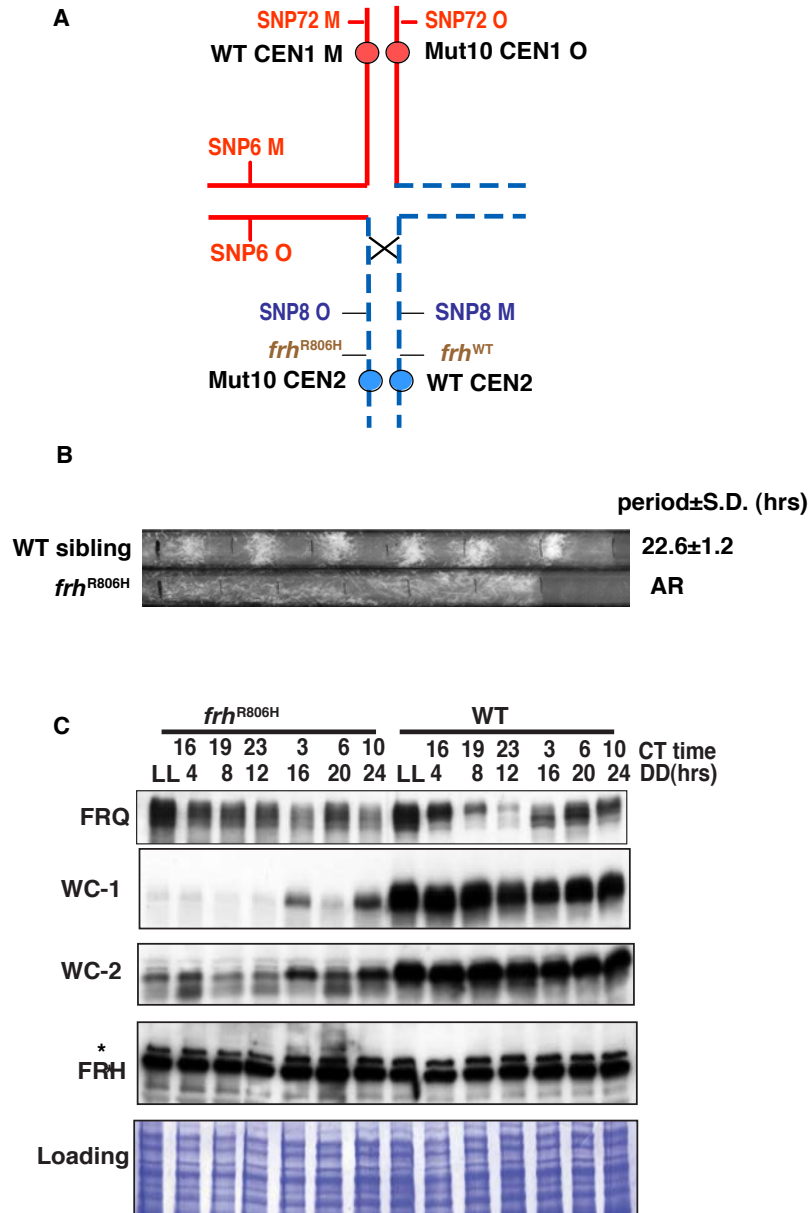 A
SNP72 M SNP72 O
WT CEN1 M Mut10 CEN1 O
SNP6 M
SNP6 O
SNP8 O SNP8 M
frhR806H frhWT
Mut10 CEN2 WT CEN2
B
period±S.D. (hrs)
WT sibling 22.6±1.2
frhR806H AR
C
frhR806H WT
16 19 23 3 6 10 16 19 23 3 6 10 CT time
LL 4 8 12 16 20 24 LL 4 8 12 16 20 24 DD(hrs)
FRQ
WC-1
WC-2
*
FRH
Loading